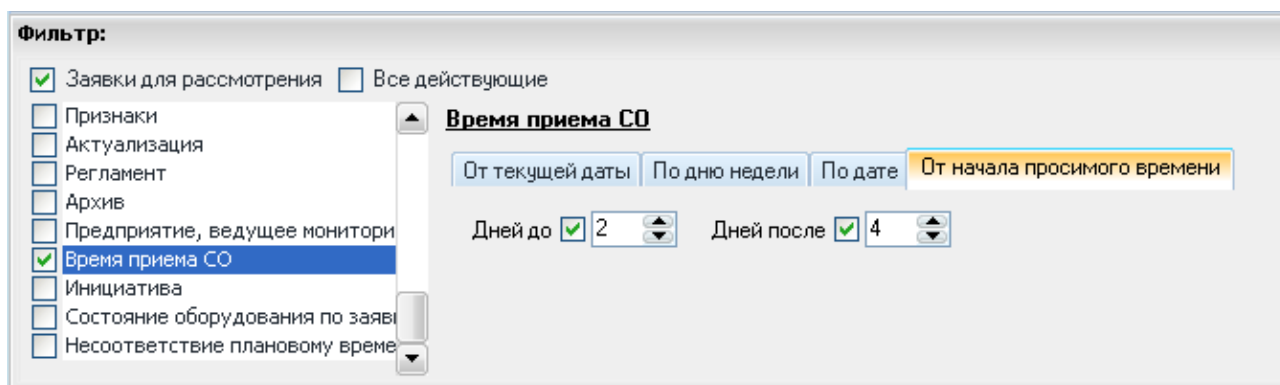 Фильтр:
Заявки для рассмотрения Все действующие
Признаки
Актуализация
Регламент
Архив
Предприятие, ведущее монитори
Время приема СО
Инициатива
Состояние оборудования по заяв
Несоответствие плановому време
Время приема СО
От текущей даты По дню недели По дате От начала просимого времени
Дней до 2 Дней после 4